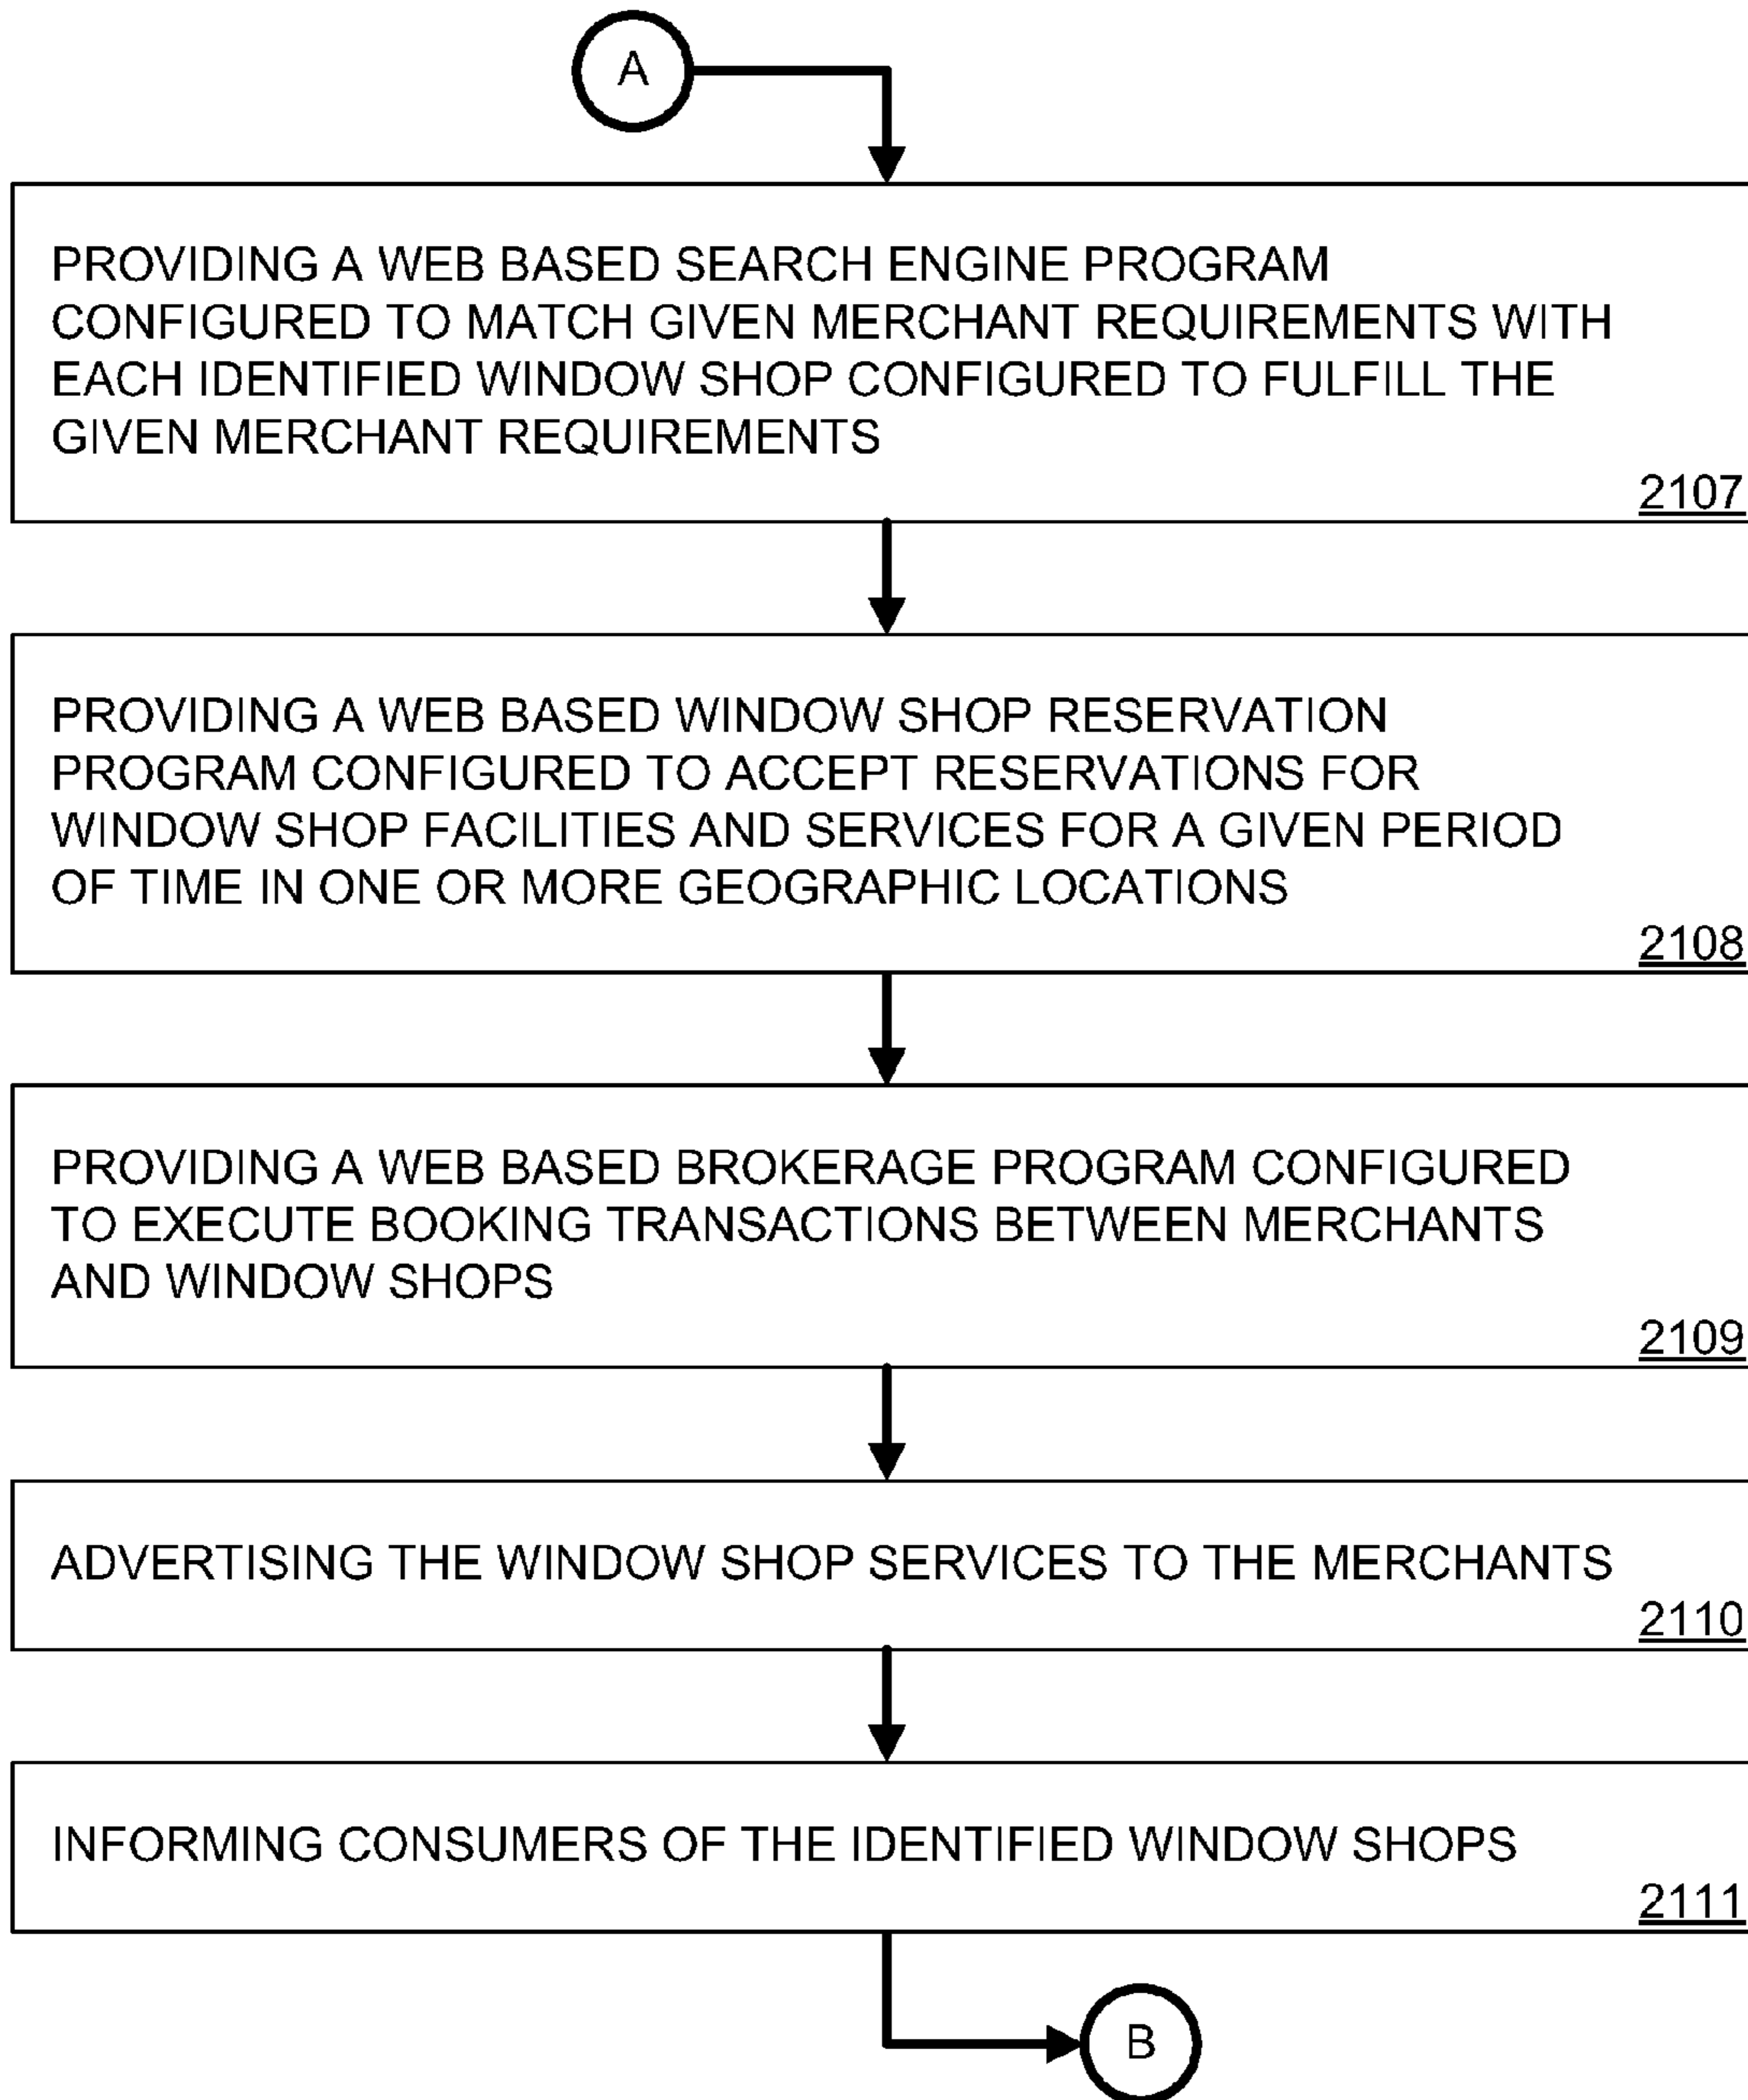 A
PROVIDING A WEB BASED SEARCH ENGINE PROGRAM
CONFIGURED TO MATCH GIVEN MERCHANT REQUIREMENTS WITH
EACH IDENTIFIED WINDOW SHOP CONFIGURED TO FULFILL THE
GIVEN MERCHANT REQUIREMENTS
2107
PROVIDING A WEB BASED WINDOW SHOP RESERVATION
PROGRAM CONFIGURED TO ACCEPT RESERVATIONS FOR
WINDOW SHOP FACILITIES AND SERVICES FOR A GIVEN PERIOD
OF TIME IN ONE OR MORE GEOGRAPHIC LOCATIONS
2108
PROVIDING A WEB BASED BROKERAGE PROGRAM CONFIGURED
TO EXECUTE BOOKING TRANSACTIONS BETWEEN MERCHANTS
AND WINDOW SHOPS
2109
ADVERTISING THE WINDOW SHOP SERVICES TO THE MERCHANTS
2110
INFORMING CONSUMERS OF THE IDENTIFIED WINDOW SHOPS
2111
B